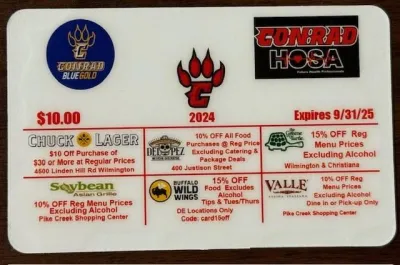 CONRAD
BLUEGOLD
C
CONRAD
HOSA
Future Health Professionals
$10.00
2024
Expires 9/31/25
CHUCK LAGER
$10 Off Purchase of
$30 or More at Regular Prices
4500 Linden Hill Rd Wilmington
DEL PEZ
10% OFF All Food
Purchases @ Reg Price
Excluding Catering &
Package Deals
400 Justison Street
15% OFF Reg
Menu Prices
Excluding Alcohol
Wilmington & Christiana
Soybean
Asian Grille
10% OFF Reg Menu Prices
Excluding Alcohol
Pike Creek Shopping Center
BUFFALO
WILD
WINGS
15% OFF
Food Excludes
Alcohol
Tips & Tues/Thurs
DE Locations Only
Code: card15off
VALLE
10% OFF Reg
Menu Prices
Excluding Alcohol
Dine In or Pick-up Only
Pike Creek Shopping Center